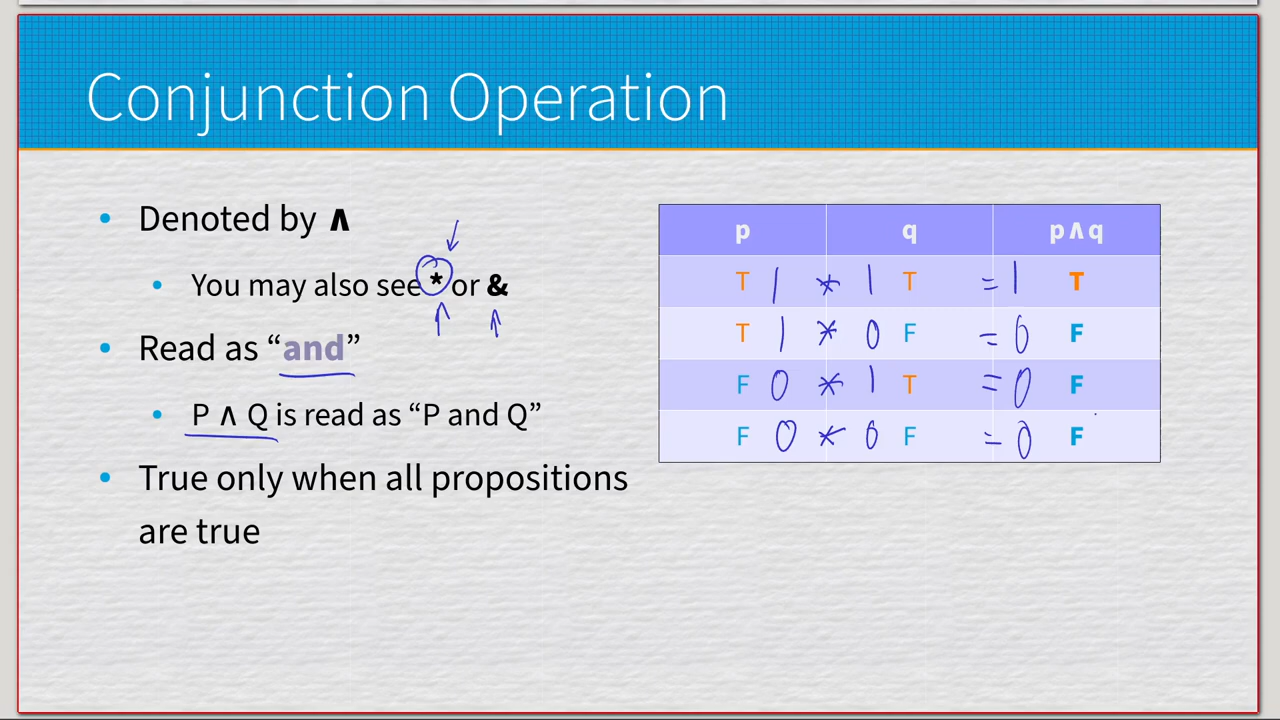 Conjunction Operation
• Denoted by ∧
• You may also see * or &
• Read as “and”
• P ∧ Q is read as “P and Q”
• True only when all propositions
are true
p q p∧q
T 1 * 1 T = 1 T
T 1 * 0 F = 0 F
F 0 * 1 T = 0 F
F 0 * 0 F = 0 F